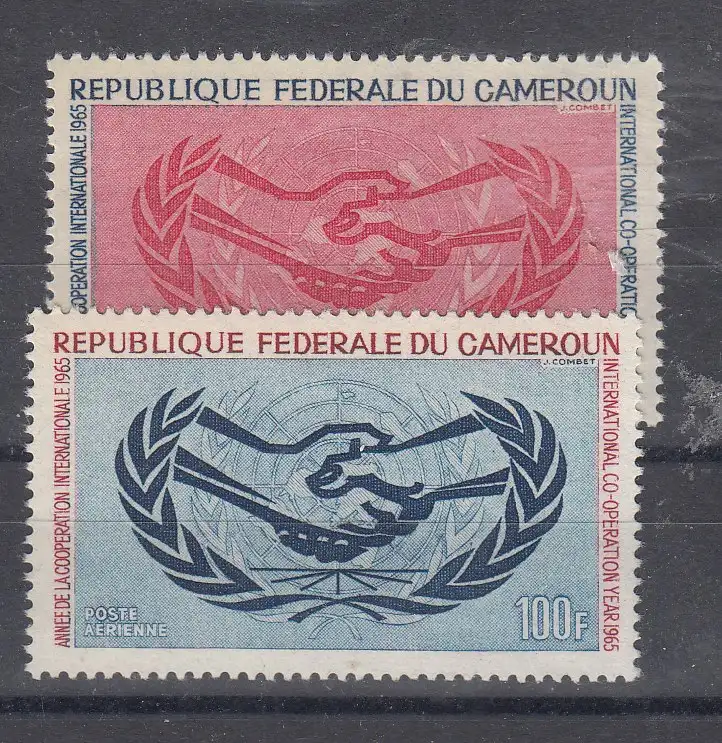 REPUBLIQUE FEDERALE DU CAMEROUN
J. COMBET
OPERATION INTERNATIONALE 1965
INTERNATIONAL CO-OPERATIO
REPUBLIQUE FEDERALE DU CAMEROUN
J. COMBET
ANNEE DE LA COOPERATION INTERNATIONALE 1965
INTERNATIONAL CO-OPERATION YEAR 1965
POSTE
AERIENNE
100F